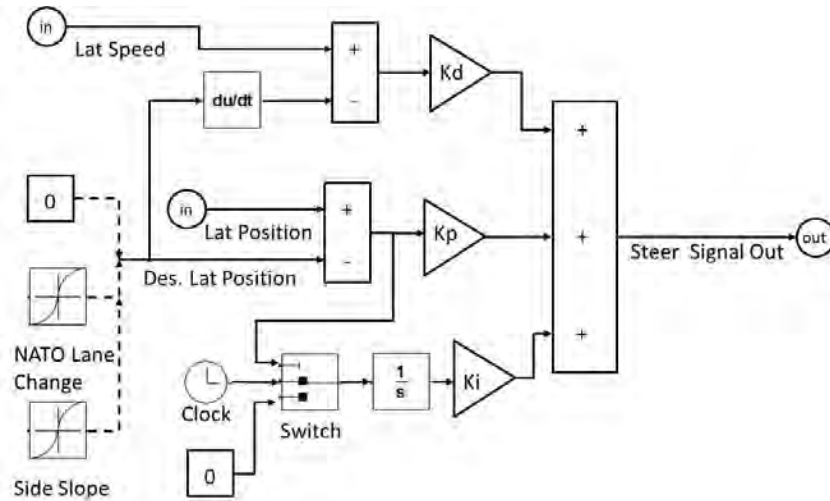 in
Lat Speed
+
-
Kd
du/dt
+
0
in
Lat Position
+
-
Kp
+
Steer Signal Out
out
Des. Lat Position
NATO Lane
Change
Clock
Switch
1
s
Ki
+
0
Side Slope